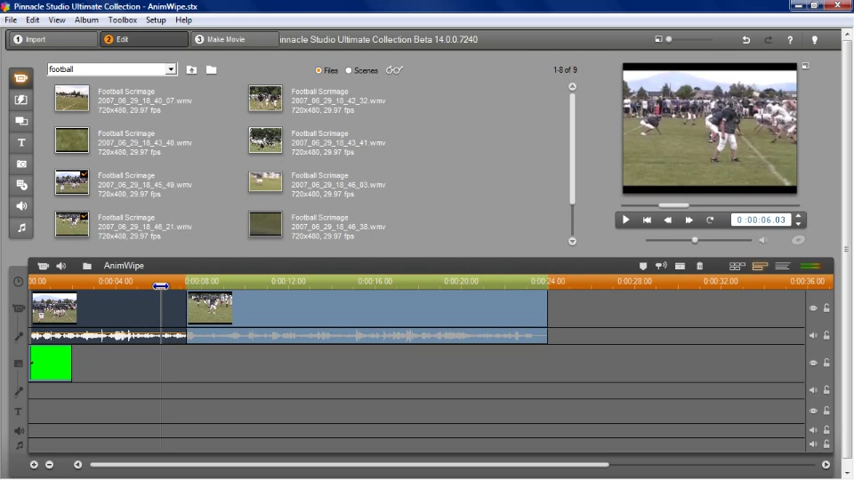 Pinnacle Studio Ultimate Collection - AnimWipe.stx
File Edit View Album Toolbox Setup Help
1 Import 2 Edit 3 Make Movie innacle Studio Ultimate Collection Beta 14.0.0.7240
football Files Scenes 1-8 of 9
Football Scrimage
2007_06_29_18_40_07.wmv
720x480, 29.97 fps
Football Scrimage
2007_06_29_18_42_32.wmv
720x480, 29.97 fps
Football Scrimage
2007_06_29_18_43_48.wmv
720x480, 29.97 fps
Football Scrimage
2007_06_29_18_43_41.wmv
720x480, 29.97 fps
Football Scrimage
2007_06_29_18_45_49.wmv
720x480, 29.97 fps
Football Scrimage
2007_06_29_18_46_03.wmv
720x480, 29.97 fps
Football Scrimage
2007_06_29_18_46_21.wmv
720x480, 29.97 fps
Football Scrimage
2007_06_29_18_46_38.wmv
720x480, 29.97 fps
0:00:06.03
AnimWipe
00.00 0:00:04.00 0:00:08.00 0:00:12.00 0:00:16.00 0:00:20.00 0:00:24.00 0:00:28.00 0:00:32.00 0:00:36.00